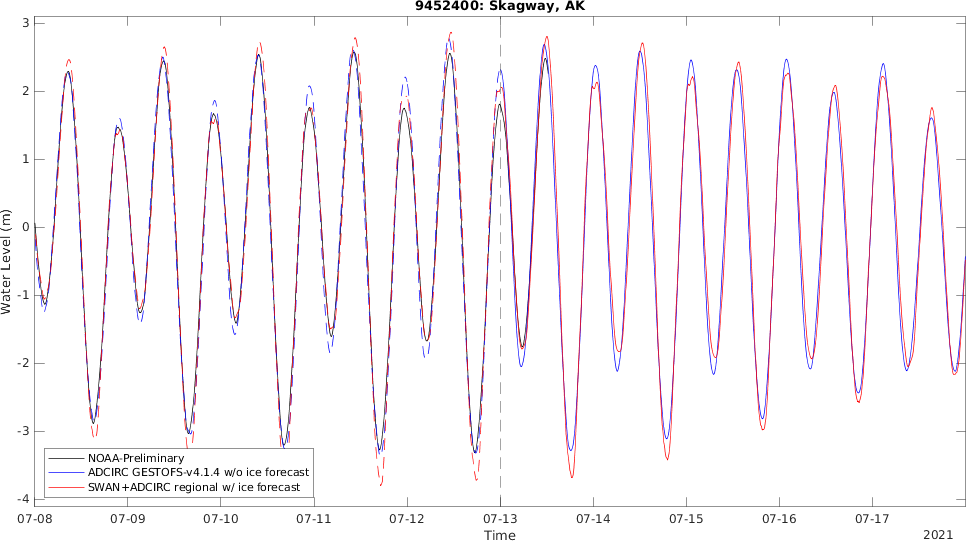 9452400: Skagway, AK
3
2
1
0
-1
-2
-3
-4
Water Level (m)
NOAA-Preliminary
ADCIRC GESTOFS-v4.1.4 w/o ice forecast
SWAN+ADCIRC regional w/ ice forecast
07-08 07-09 07-10 07-11 07-12 07-13 07-14 07-15 07-16 07-17
Time
2021